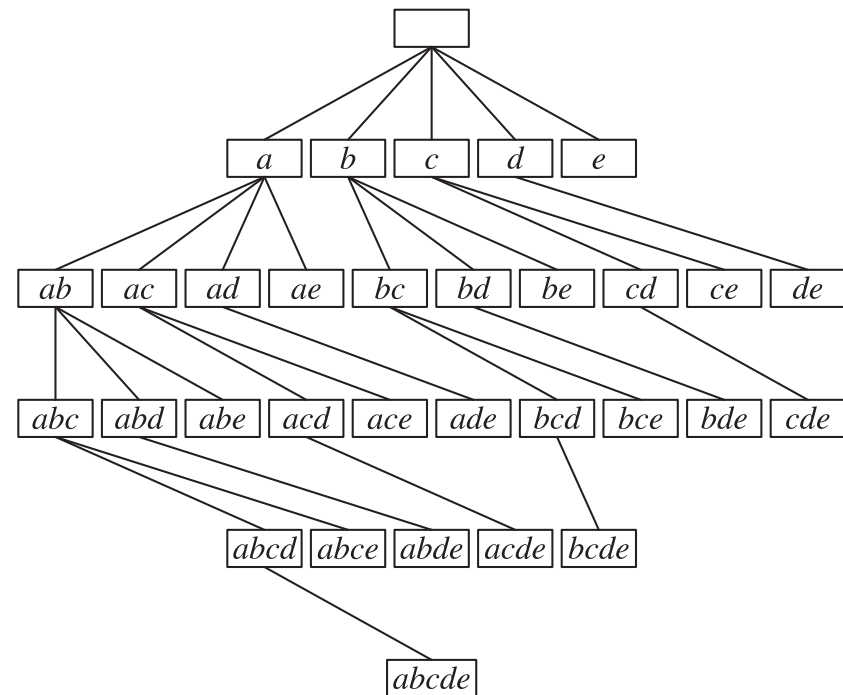 a b c d e
ab ac ad ae bc bd be cd ce de
abc abd abe acd ace ade bcd bce bde cde
abcd abce abde acde bcde
abcde